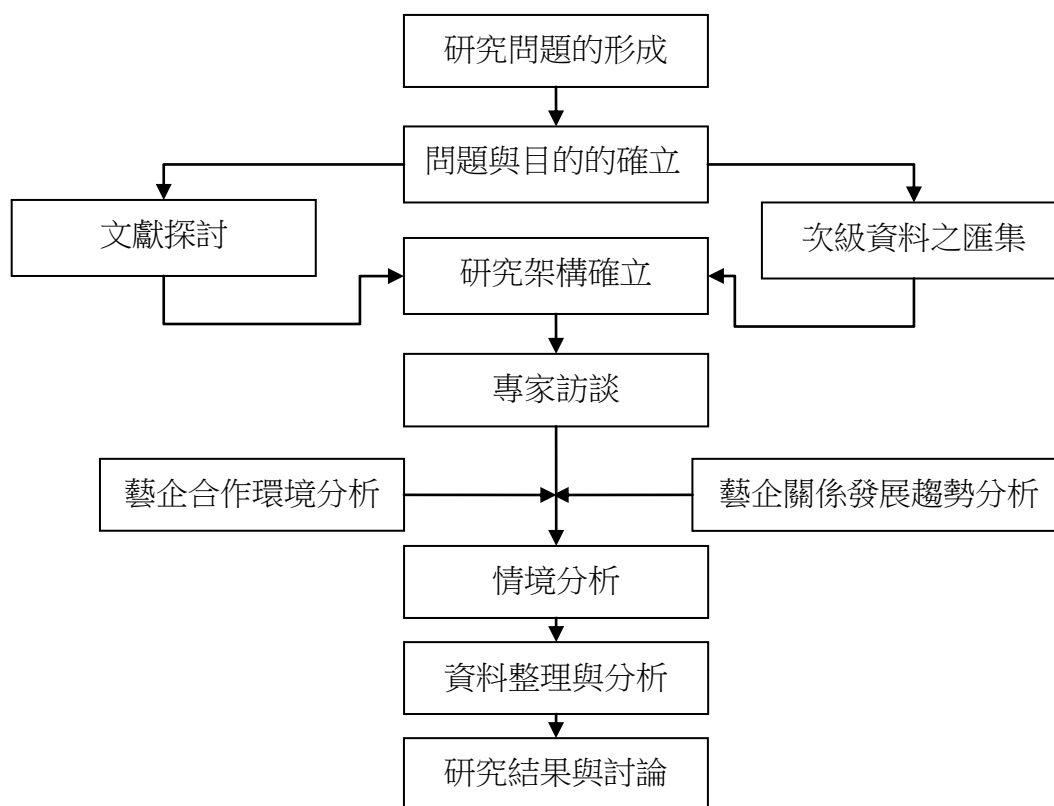 研究問題的形成
問題與目的的確立
文獻探討
次級資料之匯集
研究架構確立
專家訪談
藝企合作環境分析
藝企關係發展趨勢分析
情境分析
資料整理與分析
研究結果與討論